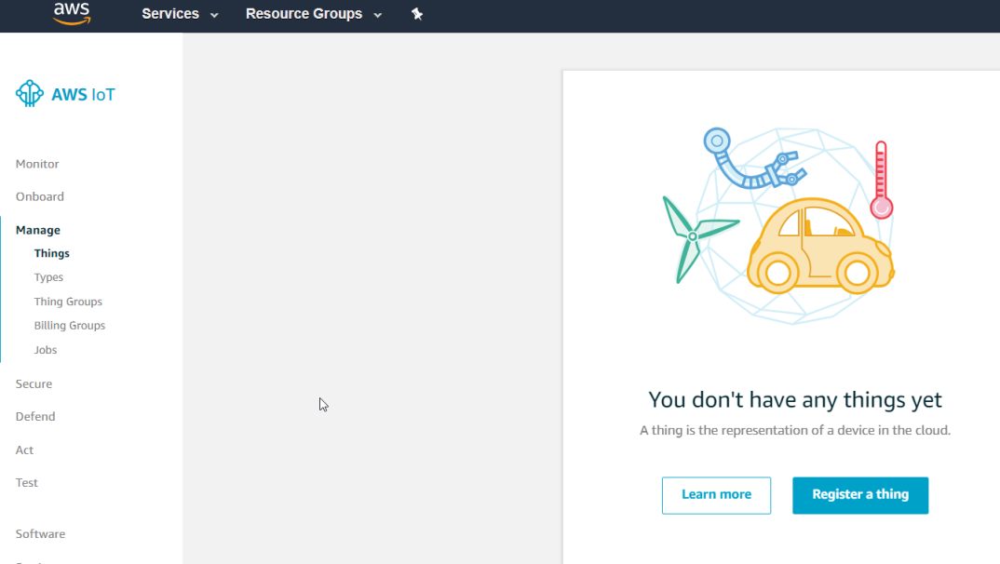 aws
Services
Resource Groups
AWS IoT
Monitor
Onboard
Manage
Things
Types
Thing Groups
Billing Groups
Jobs
Secure
Defend
Act
Test
Software
You don't have any things yet
A thing is the representation of a device in the cloud.
Learn more
Register a thing